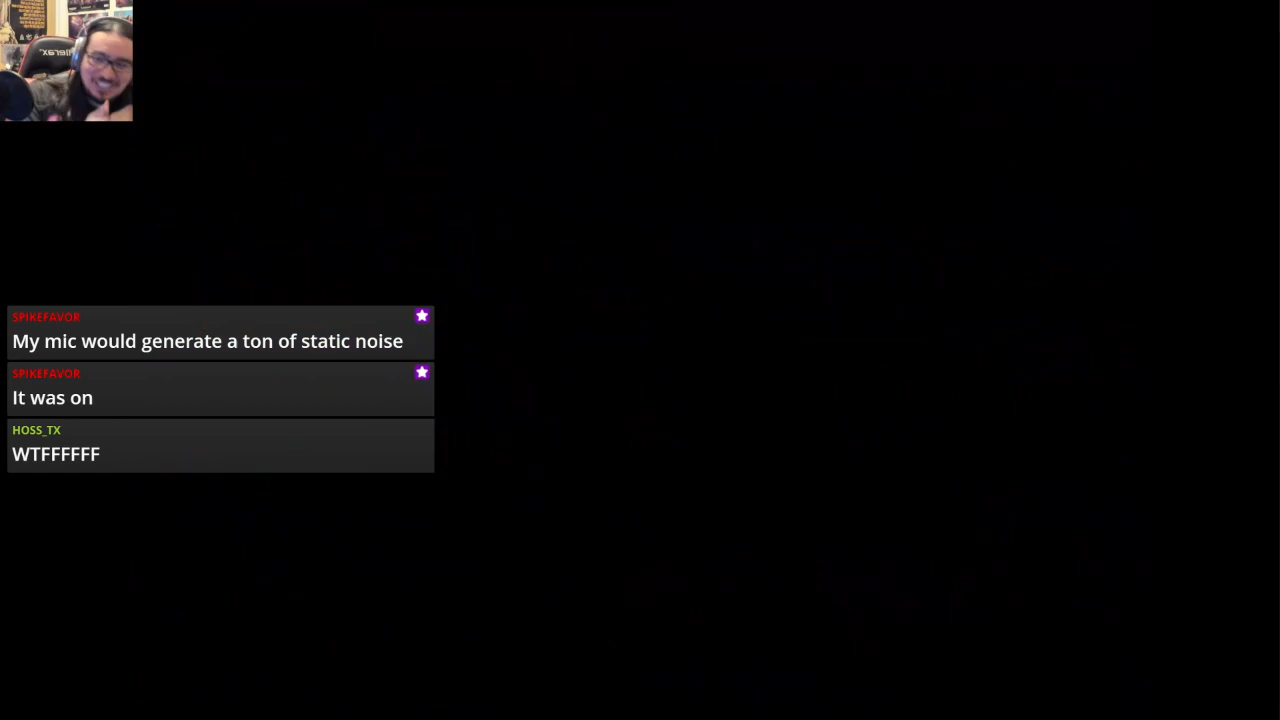 SPIKEFAVOR
My mic would generate a ton of static noise
SPIKEFAVOR
It was on
HOSS_TX
WTFFFFFF